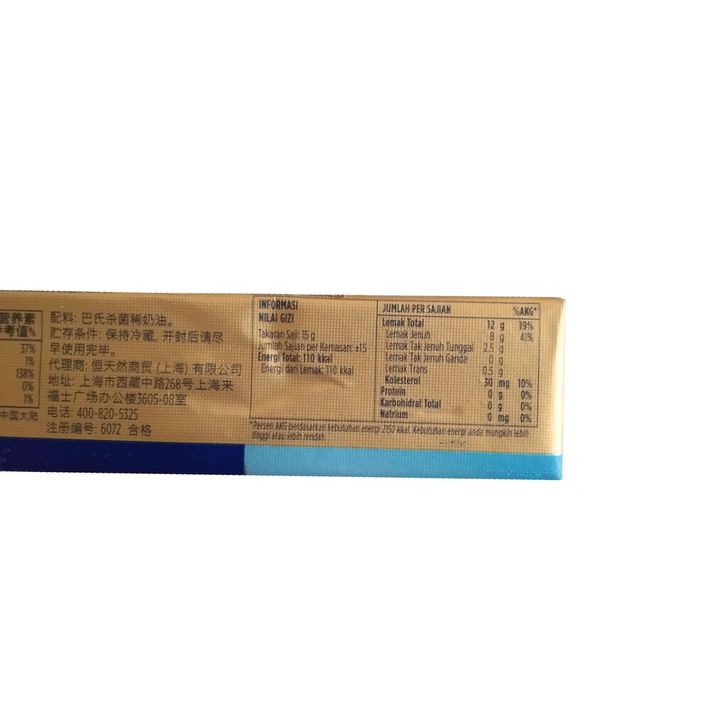 营养素
参考值%
37%
1%
138%
0%
1%
中国大陆
配料: 巴氏杀菌稀奶油。
贮存条件: 保持冷藏, 开封后请尽
早使用完毕。
代理商: 恒天然商贸 (上海) 有限公司
地址: 上海市西藏中路268号上海来
福士广场办公楼3605-08室
电话: 400-820-5325
注册编号: 6072 合格
INFORMASI
NILAI GIZI
Takaran Saji: 15 g
Jumlah Sajian per Kemasan: ±15
Energi Total: 110 kkal
Energi dari Lemak: 110 kkal
JUMLAH PER SAJIAN %AKG*
Lemak Total 12 g 19%
Lemak Jenuh 8 g 41%
Lemak Tak Jenuh Tunggal 2,5 g
Lemak Tak Jenuh Ganda 0 g
Lemak Trans 0,5 g
Kolesterol 30 mg 10%
Protein 0 g 0%
Karbohidrat Total 0 g 0%
Natrium 0 mg 0%
*Persen AKG berdasarkan kebutuhan energi 2150 kkal. Kebutuhan energi anda mungkin lebih
tinggi atau lebih rendah.